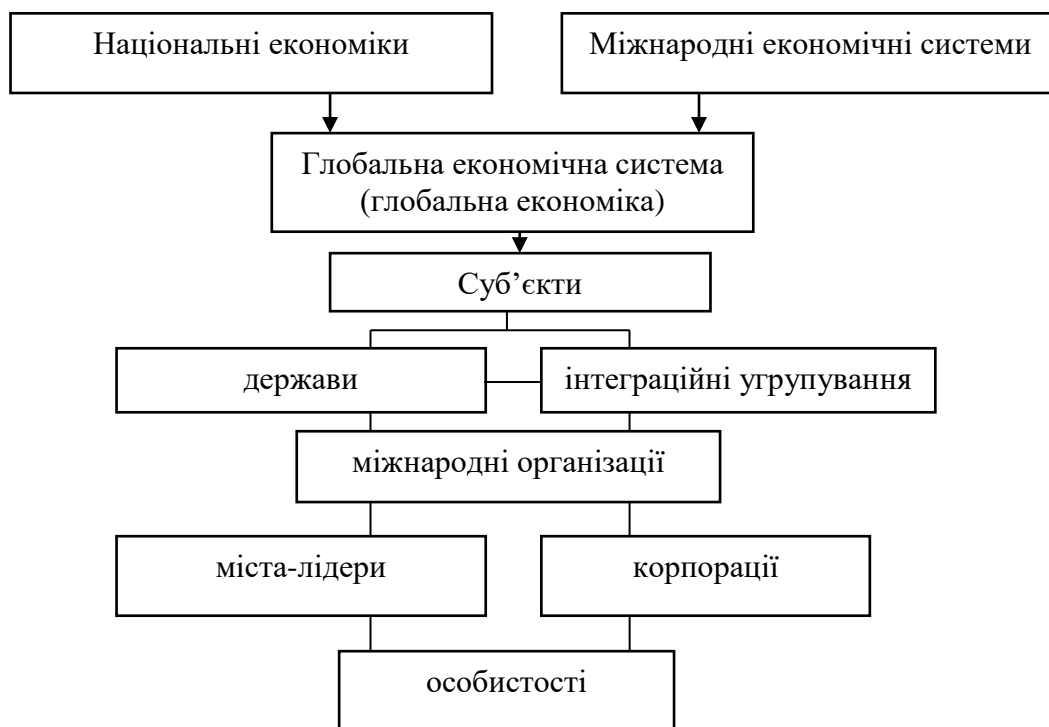 Національні економіки
Міжнародні економічні системи
Глобальна економічна система
(глобальна економіка)
Суб’єкти
держави
інтеграційні угрупування
міжнародні організації
міста-лідери
корпорації
особистості